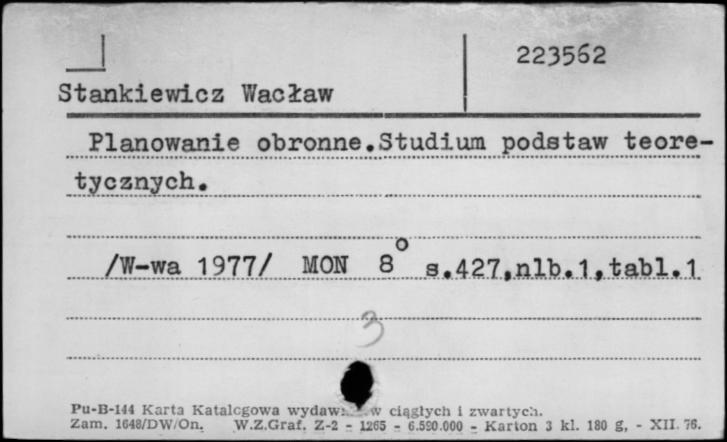 223562
Stankiewicz Wacław
Planowanie obronne.Studium podstaw teore-
tycznych.
/W-wa 1977/ MON 8° s.427,nlb.1,tabl.1
3
Pu-B-144 Karta Katalogowa w ciągłych i zwartych.
Zam. 1648/DW/On. W.Z.Graf. Z-2 - 1265 - 6.590.000 - Karton 3 kl. 180 g, - XII. 76.